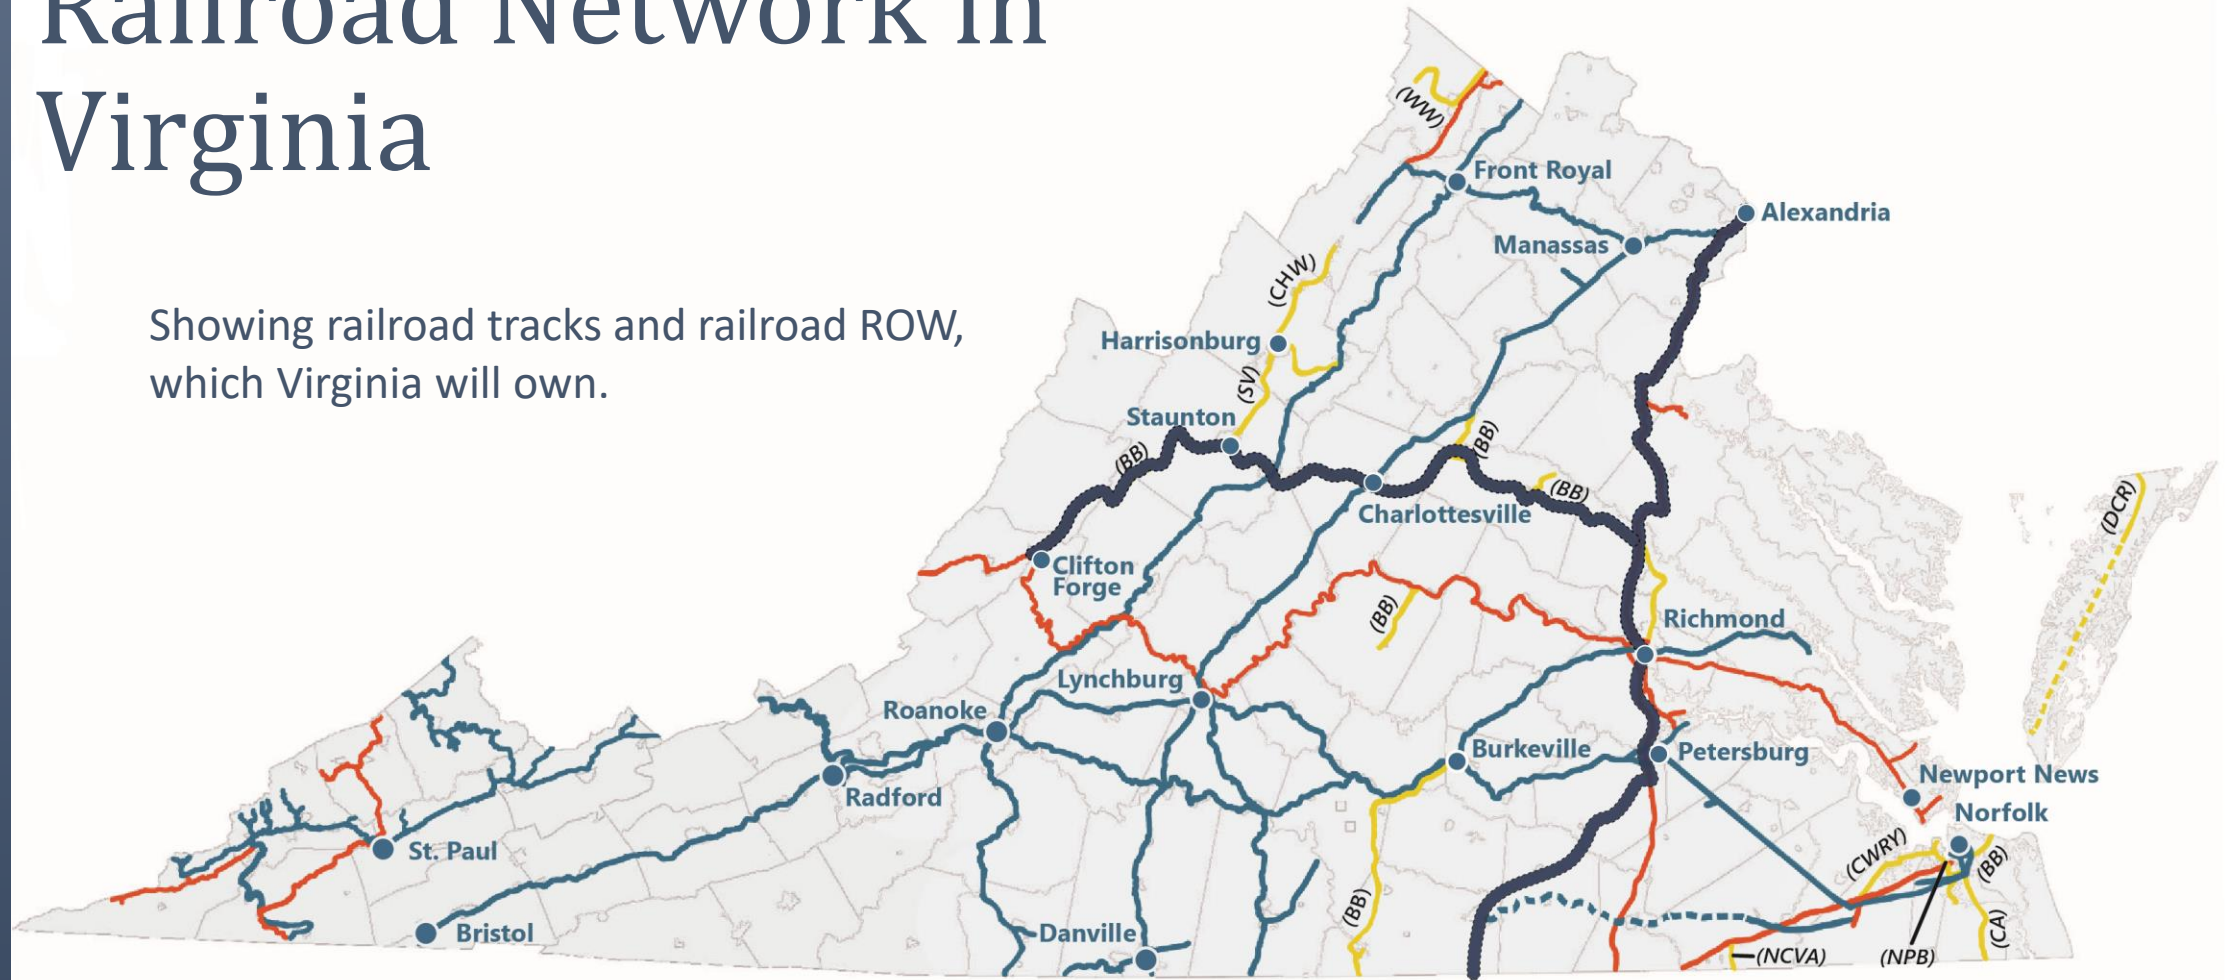 Railroad Network in
Virginia
Showing railroad tracks and railroad ROW,
which Virginia will own.
(WW)
Front Royal
Alexandria
Manassas
(CHW)
Harrisonburg
(SV)
Staunton
(BB)
(BB)
(BB)
Charlottesville
(DCR)
Clifton
Forge
(BB)
Richmond
Lynchburg
Roanoke
Burkeville
Petersburg
Radford
Newport News
Norfolk
St. Paul
(CWRY)
(BB)
(BB)
Bristol
Danville
(CA)
(NCVA)
(NPB)